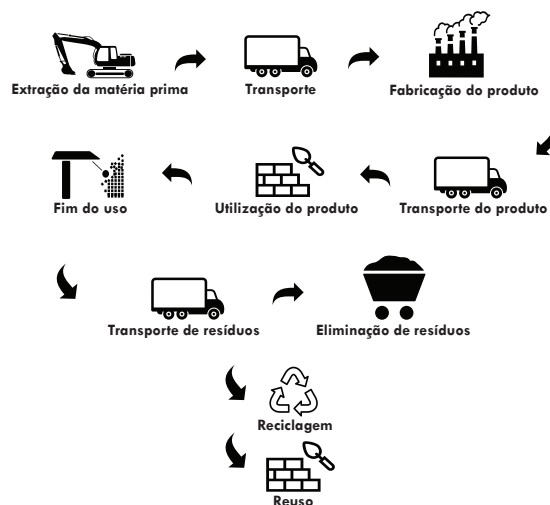 Extração da matéria prima
Transporte
Fabricação do produto
Fim do uso
Utilização do produto
Transporte do produto
Transporte de resíduos
Eliminação de resíduos
Reciclagem
Reuso